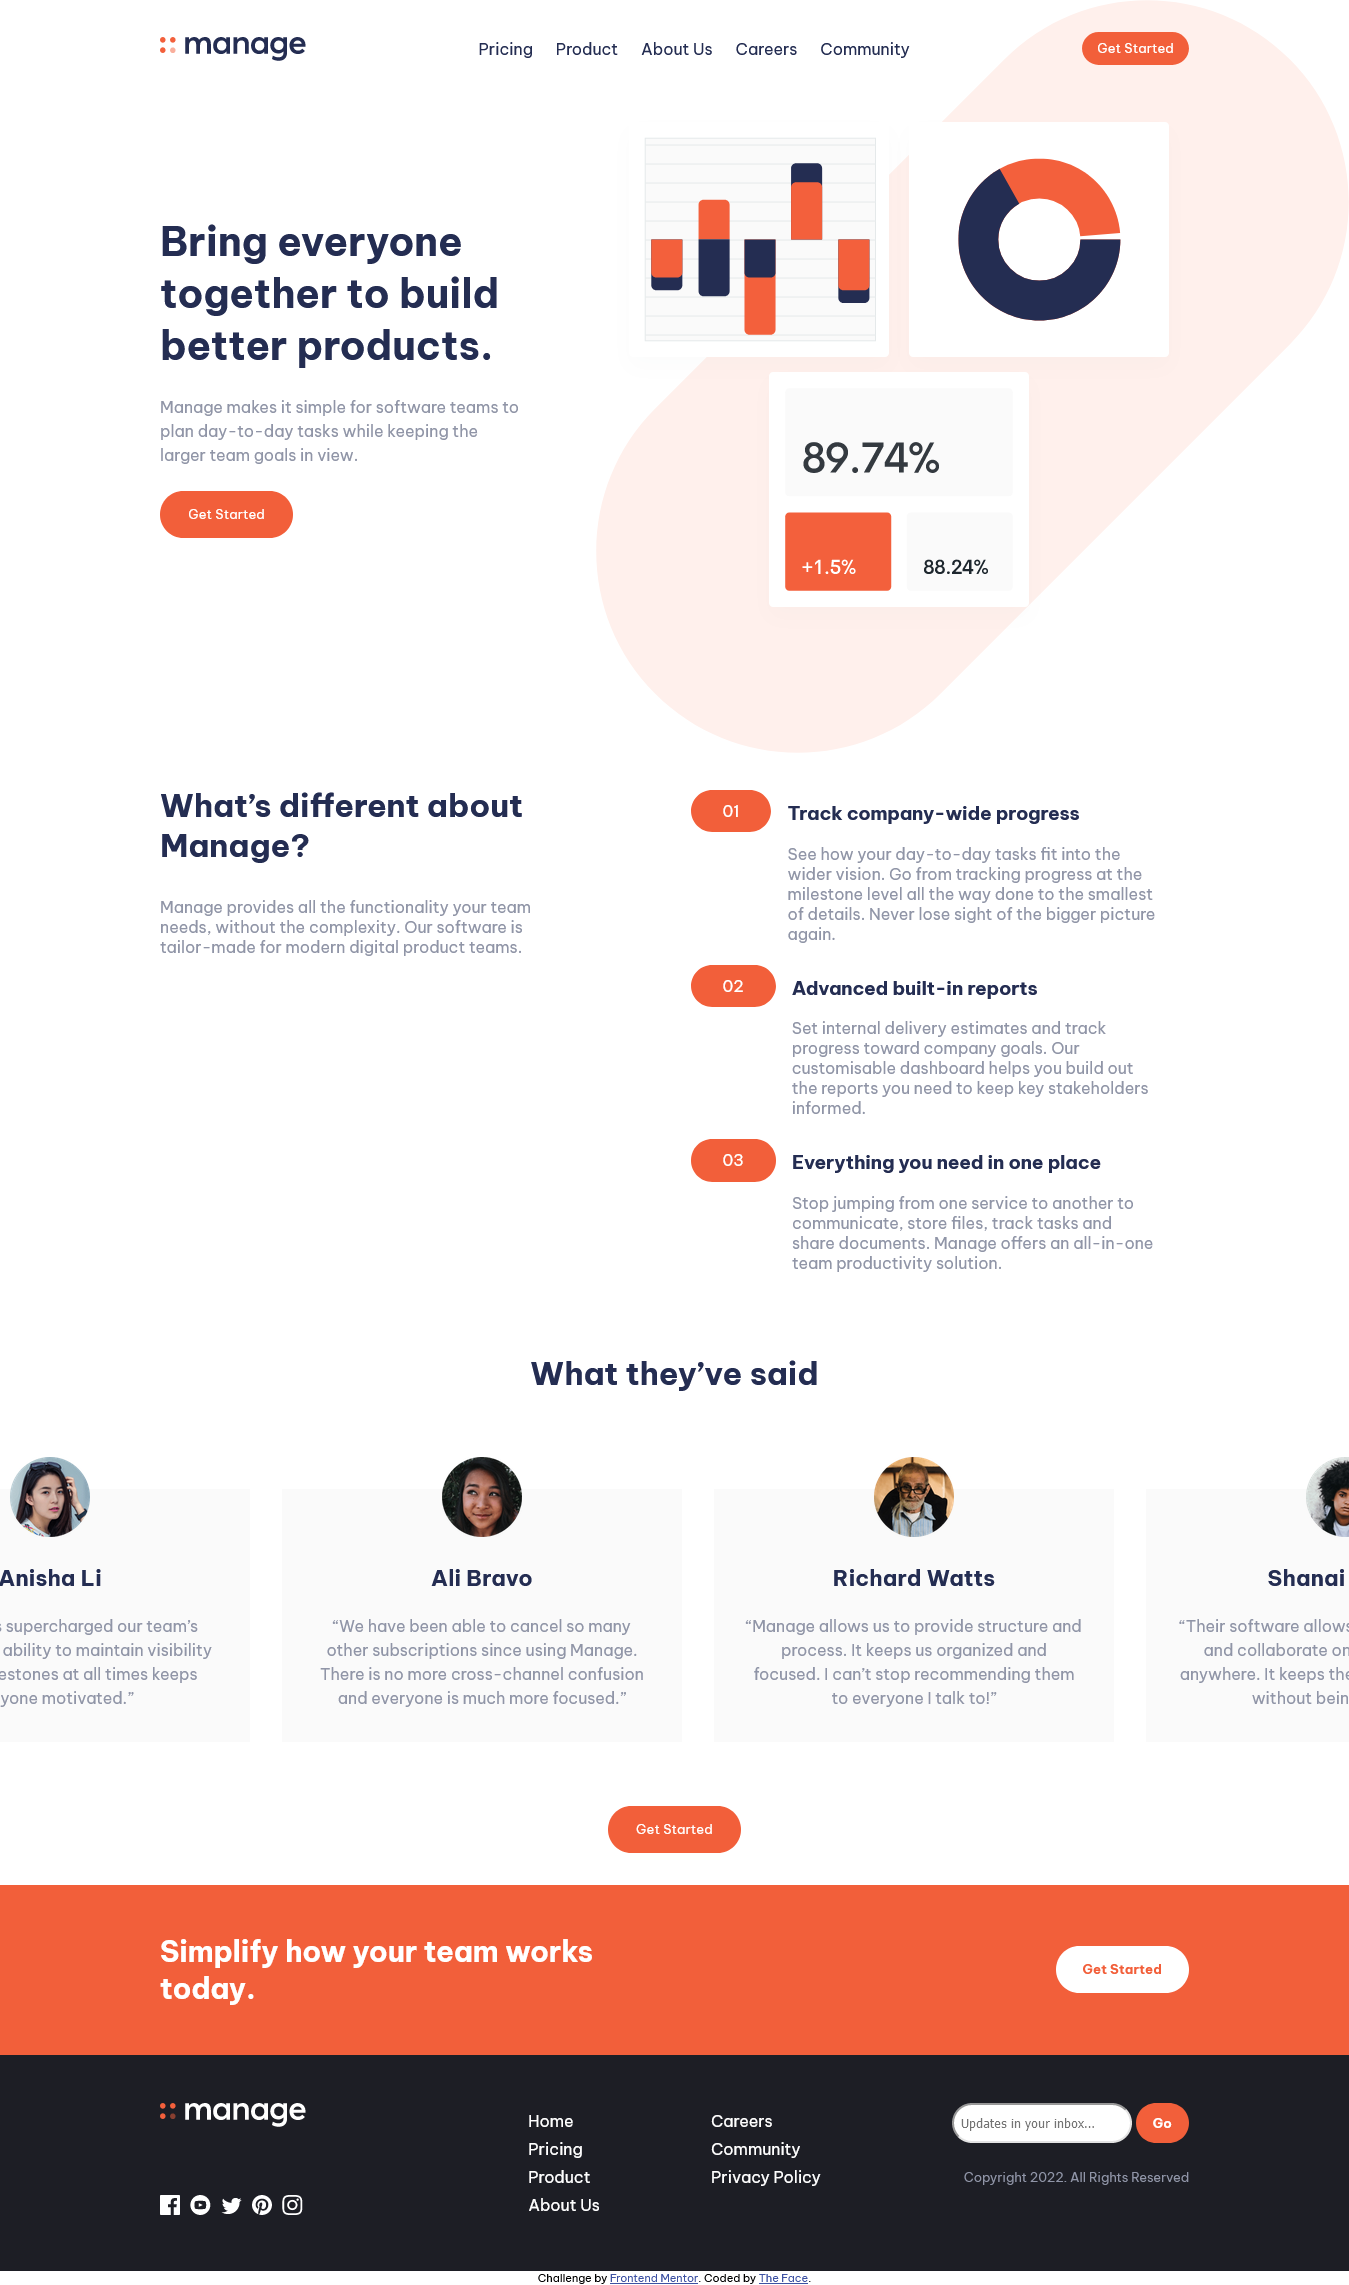 manage
Pricing Product About Us Careers Community
Get Started
Bring everyone
together to build
better products.
Manage makes it simple for software teams to
plan day-to-day tasks while keeping the
larger team goals in view.
Get Started
89.74%
+1.5%
88.24%
What’s different about
Manage?
Manage provides all the functionality your team
needs, without the complexity. Our software is
tailor-made for modern digital product teams.
01
Track company-wide progress
See how your day-to-day tasks fit into the
wider vision. Go from tracking progress at the
milestone level all the way done to the smallest
of details. Never lose sight of the bigger picture
again.
02
Advanced built-in reports
Set internal delivery estimates and track
progress toward company goals. Our
customisable dashboard helps you build out
the reports you need to keep key stakeholders
informed.
03
Everything you need in one place
Stop jumping from one service to another to
communicate, store files, track tasks and
share documents. Manage offers an all-in-one
team productivity solution.
What they’ve said
Anisha Li
supercharged our team’s
ability to maintain visibility
estones at all times keeps
yone motivated.”
Ali Bravo
“We have been able to cancel so many
other subscriptions since using Manage.
There is no more cross-channel confusion
and everyone is much more focused.”
Richard Watts
“Manage allows us to provide structure and
process. It keeps us organized and
focused. I can’t stop recommending them
to everyone I talk to!”
Shanai
“Their software allows
and collaborate on
anywhere. It keeps the
without bein
Get Started
Simplify how your team works
today.
Get Started
manage
Home
Pricing
Product
About Us
Careers
Community
Privacy Policy
Updates in your inbox...
Go
Copyright 2022. All Rights Reserved
Challenge by Frontend Mentor. Coded by The Face.